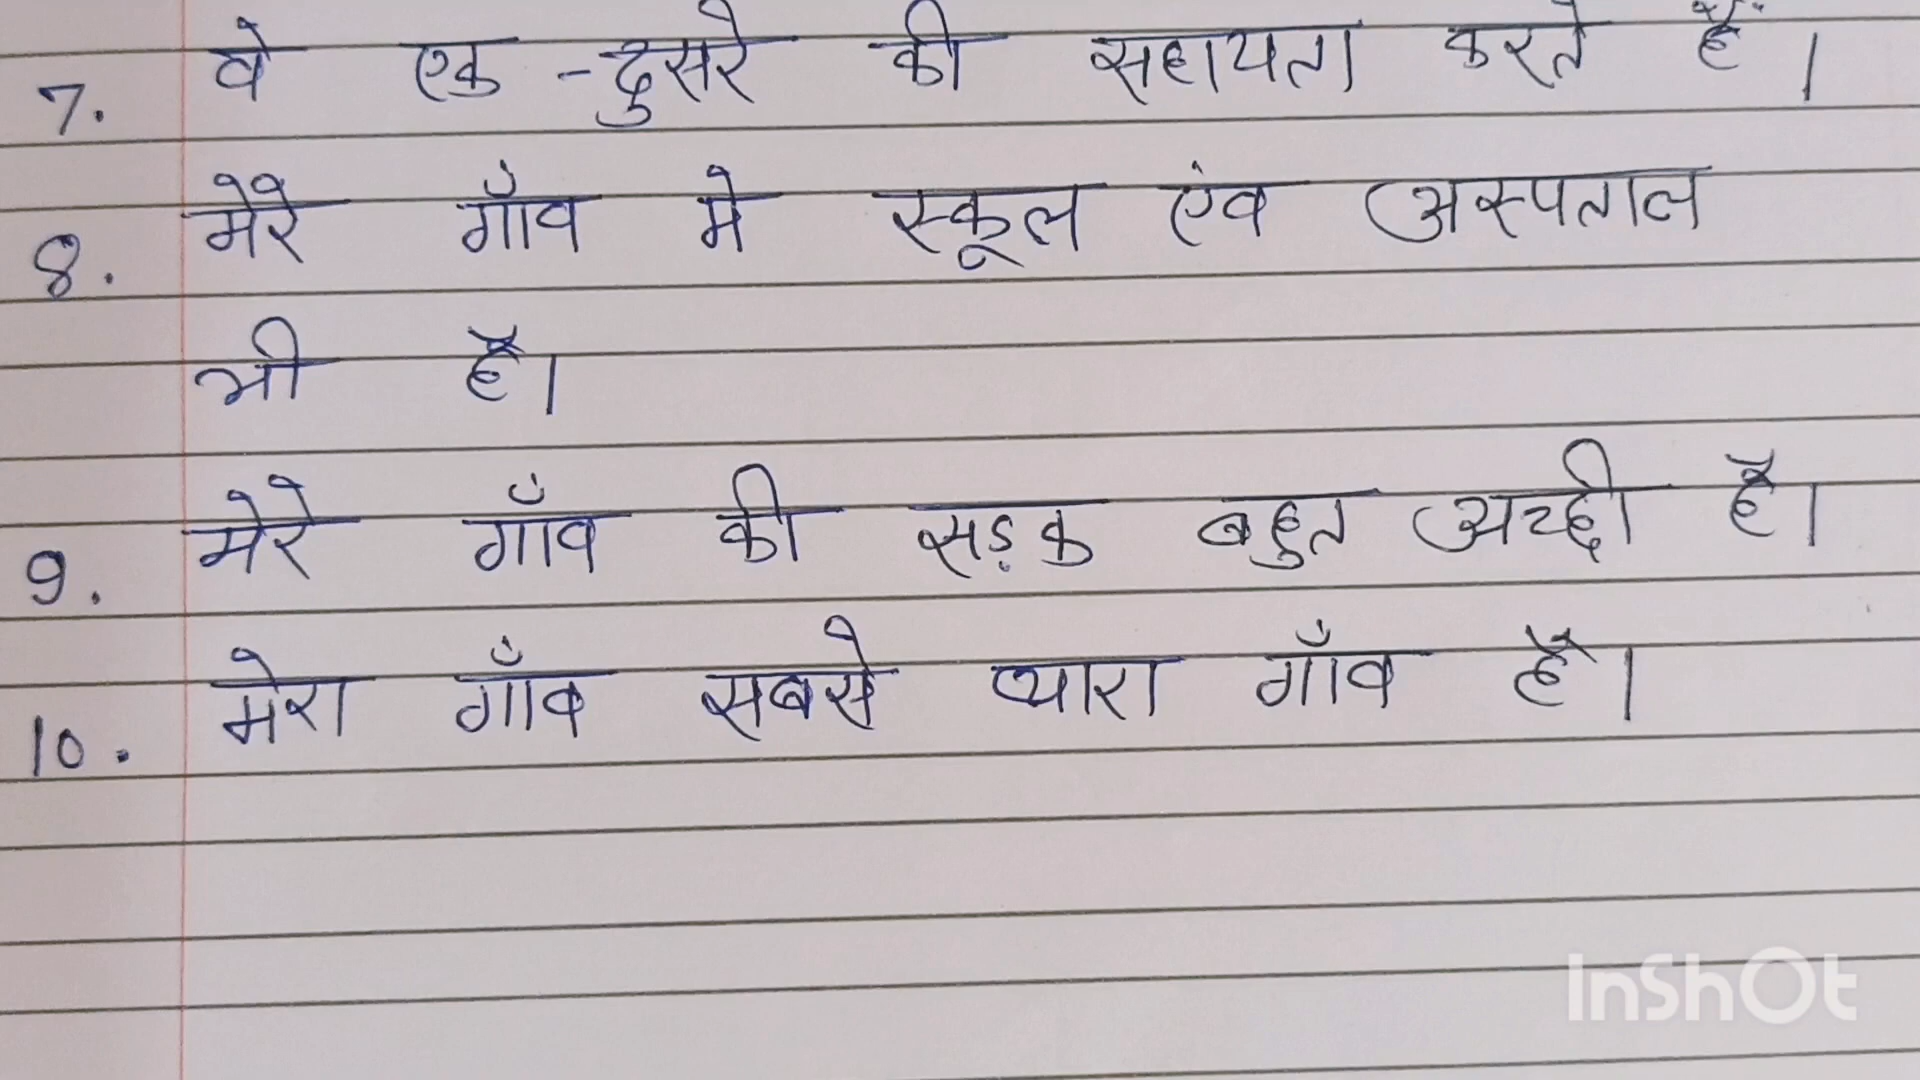 7. वे एक -दुसरे की सहायता करते हैं।
8. मेरे गाँव मे स्कूल एंव अस्पताल
भी है।
9. मेरे गाँव की सड़क बहुत अच्छी है।
10. मेरा गाँव सबसे प्यारा गाँव है।
InShOt